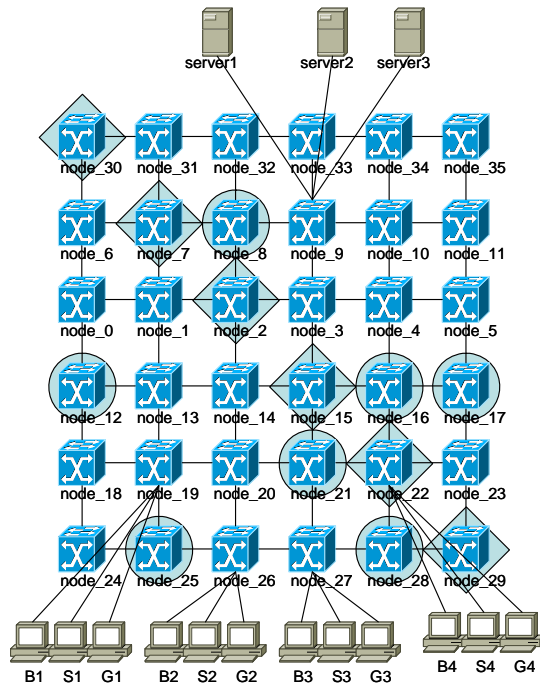 server1 server2 server3
node_30 node_31 node_32 node_33 node_34 node_35
node_6 node_7 node_8 node_9 node_10 node_11
node_0 node_1 node_2 node_3 node_4 node_5
node_12 node_13 node_14 node_15 node_16 node_17
node_18 node_19 node_20 node_21 node_22 node_23
node_24 node_25 node_26 node_27 node_28 node_29
B1 S1 G1 B2 S2 G2 B3 S3 G3 B4 S4 G4